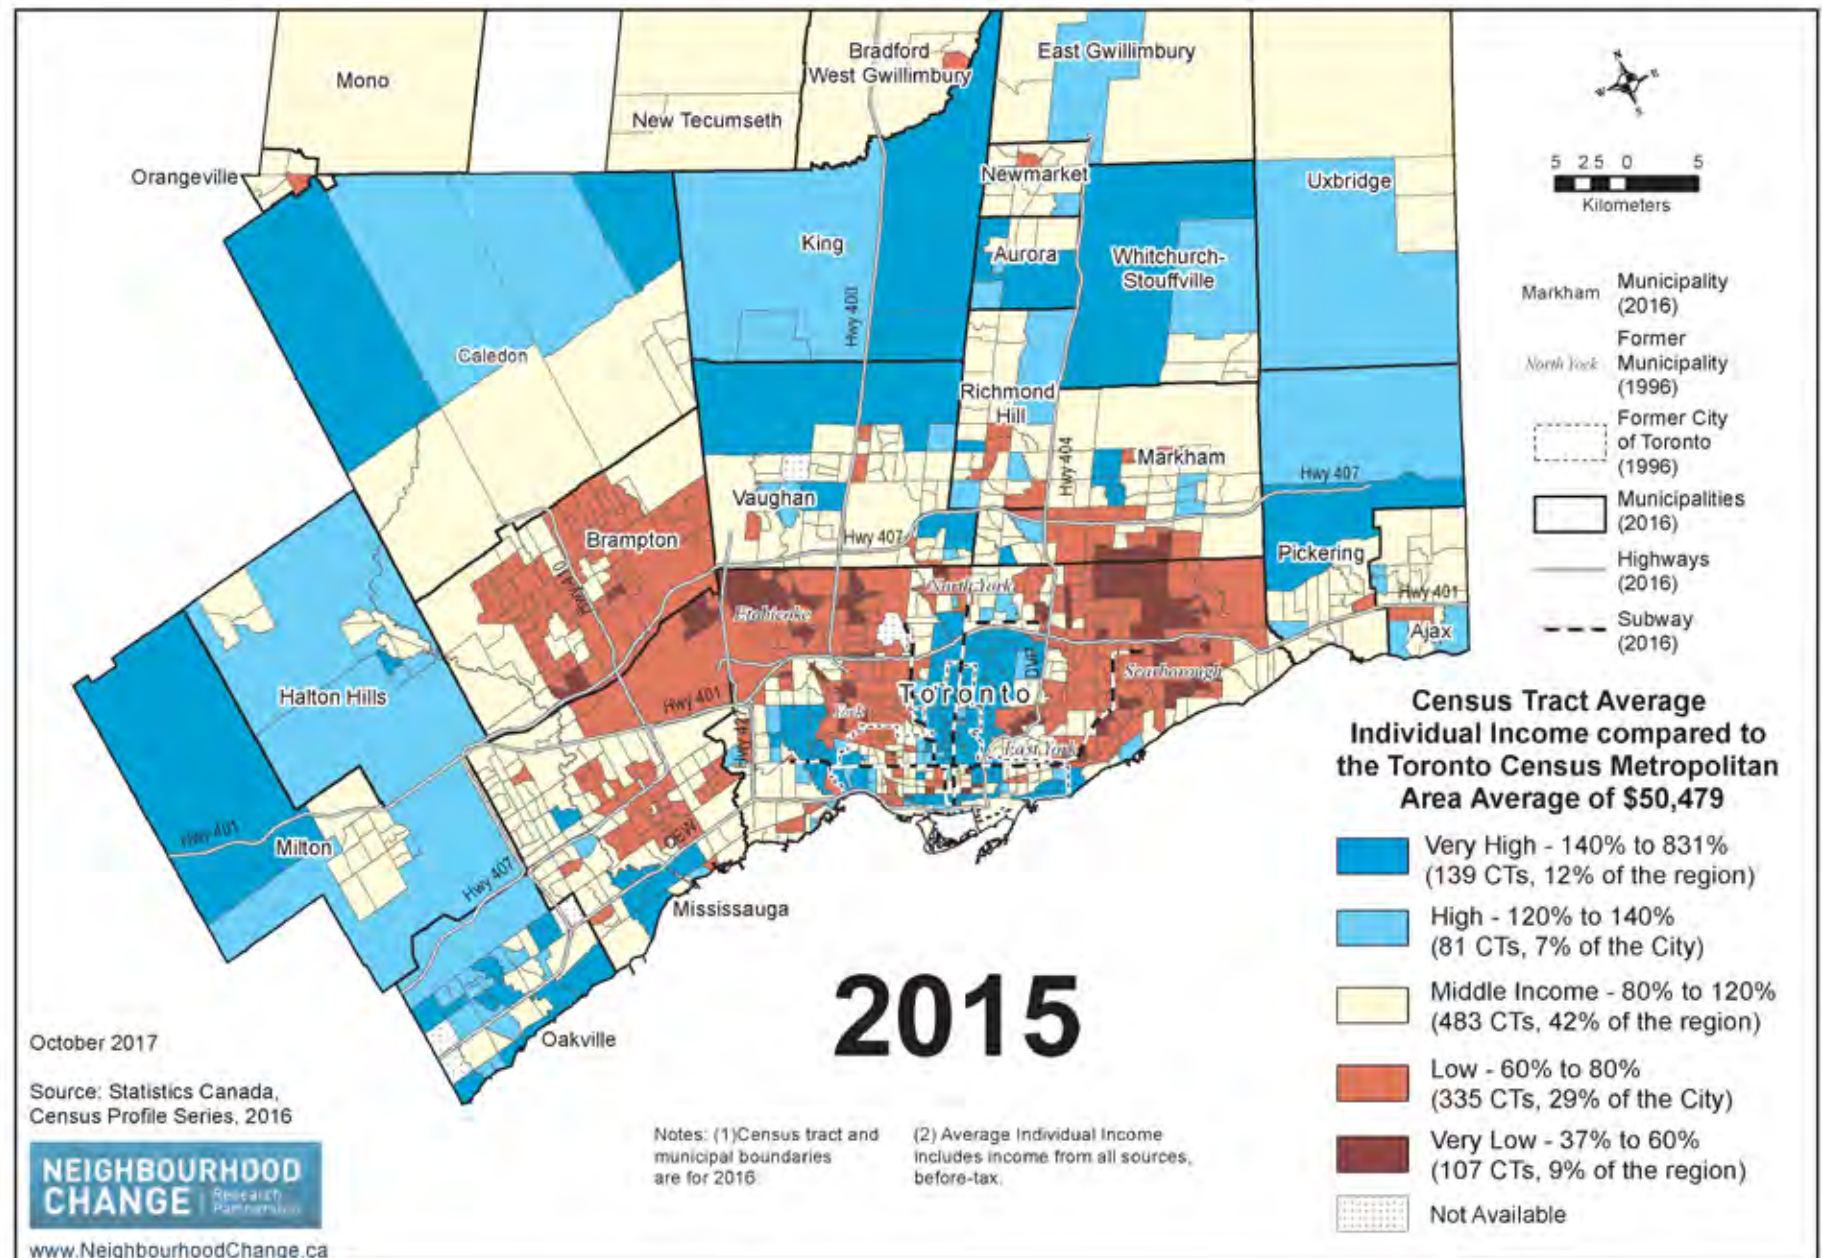 Mono
Bradford
West Gwillimbury
East Gwillimbury
New Tecumseth
Orangeville
Newmarket
Uxbridge
King
Aurora
Whitchurch-
Stouffville
Hwy 400
Caledon
Richmond
Hill
Hwy 404
Markham
Hwy 407
Vaughan
Brampton
Hwy 407
Pickering
Hwy 410
North York
Etobicoke
Hwy 401
Ajax
Halton Hills
Hwy 401
Toronto
DVP
Scarborough
York
East York
Hwy 427
Hwy 401
Milton
QEW
Hwy 407
Mississauga
Oakville
5 2.5 0 5
Kilometers
Markham
Municipality
(2016)
North York
Former
Municipality
(1996)
Former City
of Toronto
(1996)
Municipalities
(2016)
Highways
(2016)
Subway
(2016)
Census Tract Average
Individual Income compared to
the Toronto Census Metropolitan
Area Average of $50,479
Very High - 140% to 831%
(139 CTs, 12% of the region)
High - 120% to 140%
(81 CTs, 7% of the City)
Middle Income - 80% to 120%
(483 CTs, 42% of the region)
Low - 60% to 80%
(335 CTs, 29% of the City)
Very Low - 37% to 60%
(107 CTs, 9% of the region)
Not Available
2015
October 2017
Source: Statistics Canada,
Census Profile Series, 2016
Notes: (1)Census tract and
municipal boundaries
are for 2016.
(2) Average Individual Income
includes income from all sources,
before-tax.
NEIGHBOURHOOD
CHANGE
Research
Partnership
www.NeighbourhoodChange.ca